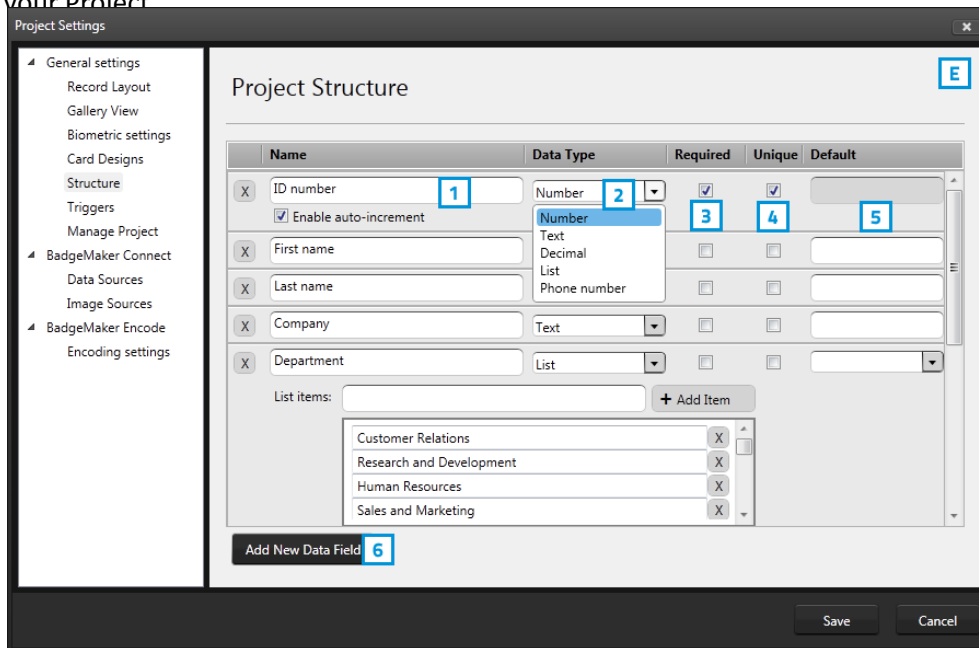 your Project
Project Settings x
General settings
Record Layout
Gallery View
Biometric settings
Card Designs
Structure
Triggers
Manage Project
BadgeMaker Connect
Data Sources
Image Sources
BadgeMaker Encode
Encoding settings
E
Project Structure
Name Data Type Required Unique Default
X ID number 1 Number 2
Enable auto-increment 3 4 5
Number
Text
Decimal
List
Phone number
X First name
X Last name
X Company Text
X Department List
List items: + Add Item
Customer Relations X
Research and Development X
Human Resources X
Sales and Marketing X
Add New Data Field 6
Save Cancel